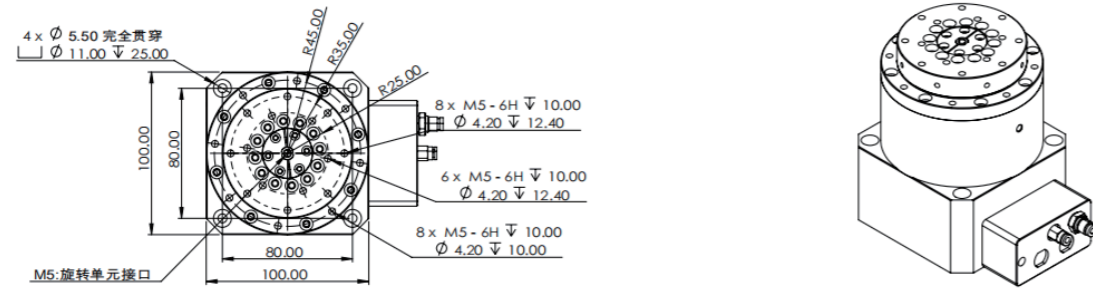 4 x Ø 5.50 完全贯穿
⌴ Ø 11.00 ↧ 25.00
R45.00
R35.00
R25.00
8 x M5 - 6H ↧ 10.00
Ø 4.20 ↧ 12.40
100.00
80.00
6 x M5 - 6H ↧ 10.00
Ø 4.20 ↧ 12.40
8 x M5 - 6H ↧ 10.00
Ø 4.20 ↧ 10.00
80.00
M5:旋转单元接口
100.00